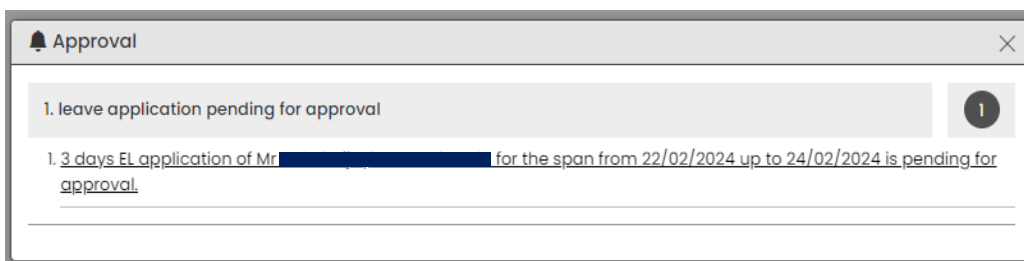 Approval
1. leave application pending for approval
1
1. 3 days EL application of Mr for the span from 22/02/2024 up to 24/02/2024 is pending for
approval.